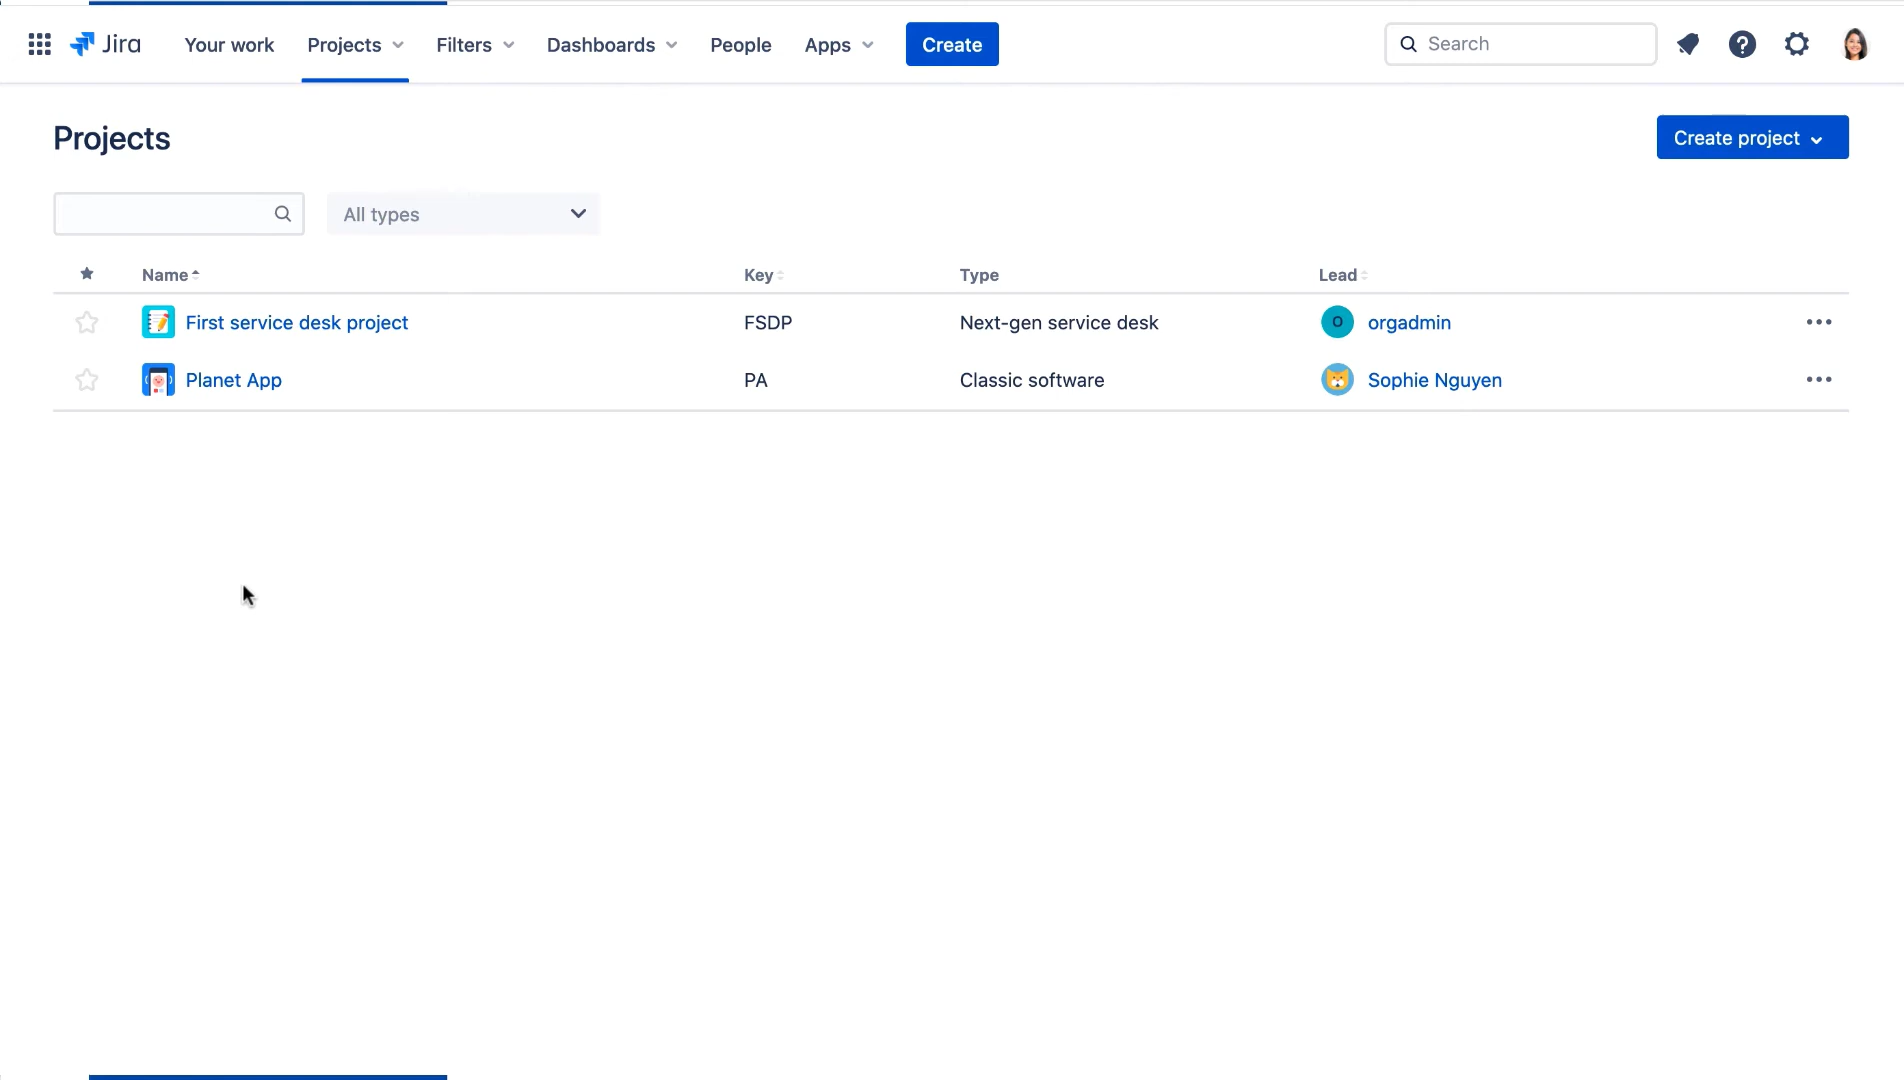 Jira Your work Projects Filters Dashboards People Apps Create Search
Projects Create project
All types
Name Key Type Lead
First service desk project FSDP Next-gen service desk O orgadmin
Planet App PA Classic software Sophie Nguyen